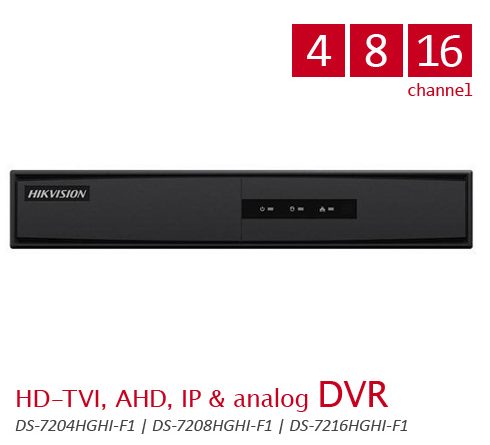 4 8 16
channel
HIKVISION
HD-TVI, AHD, IP & analog DVR
DS-7204HGHI-F1 | DS-7208HGHI-F1 | DS-7216HGHI-F1